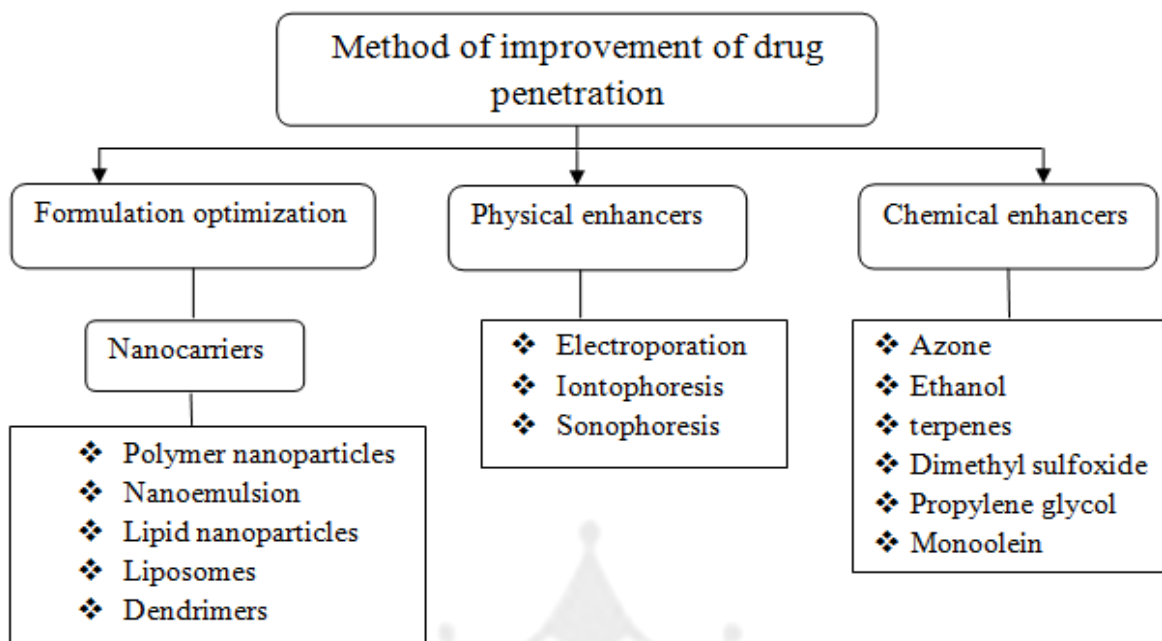 Method of improvement of drug
penetration
Formulation optimization
Physical enhancers
Chemical enhancers
Nanocarriers
❖ Polymer nanoparticles
❖ Nanoemulsion
❖ Lipid nanoparticles
❖ Liposomes
❖ Dendrimers
❖ Electroporation
❖ Iontophoresis
❖ Sonophoresis
❖ Azone
❖ Ethanol
❖ terpenes
❖ Dimethyl sulfoxide
❖ Propylene glycol
❖ Monoolein